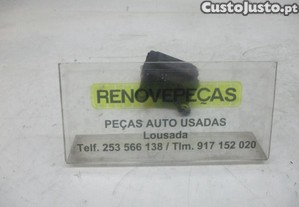 CustoJusto.pt
RENOVEPEÇAS
PEÇAS AUTO USADAS
Lousada
Telf. 253 566 138 / Tlm. 917 152 020